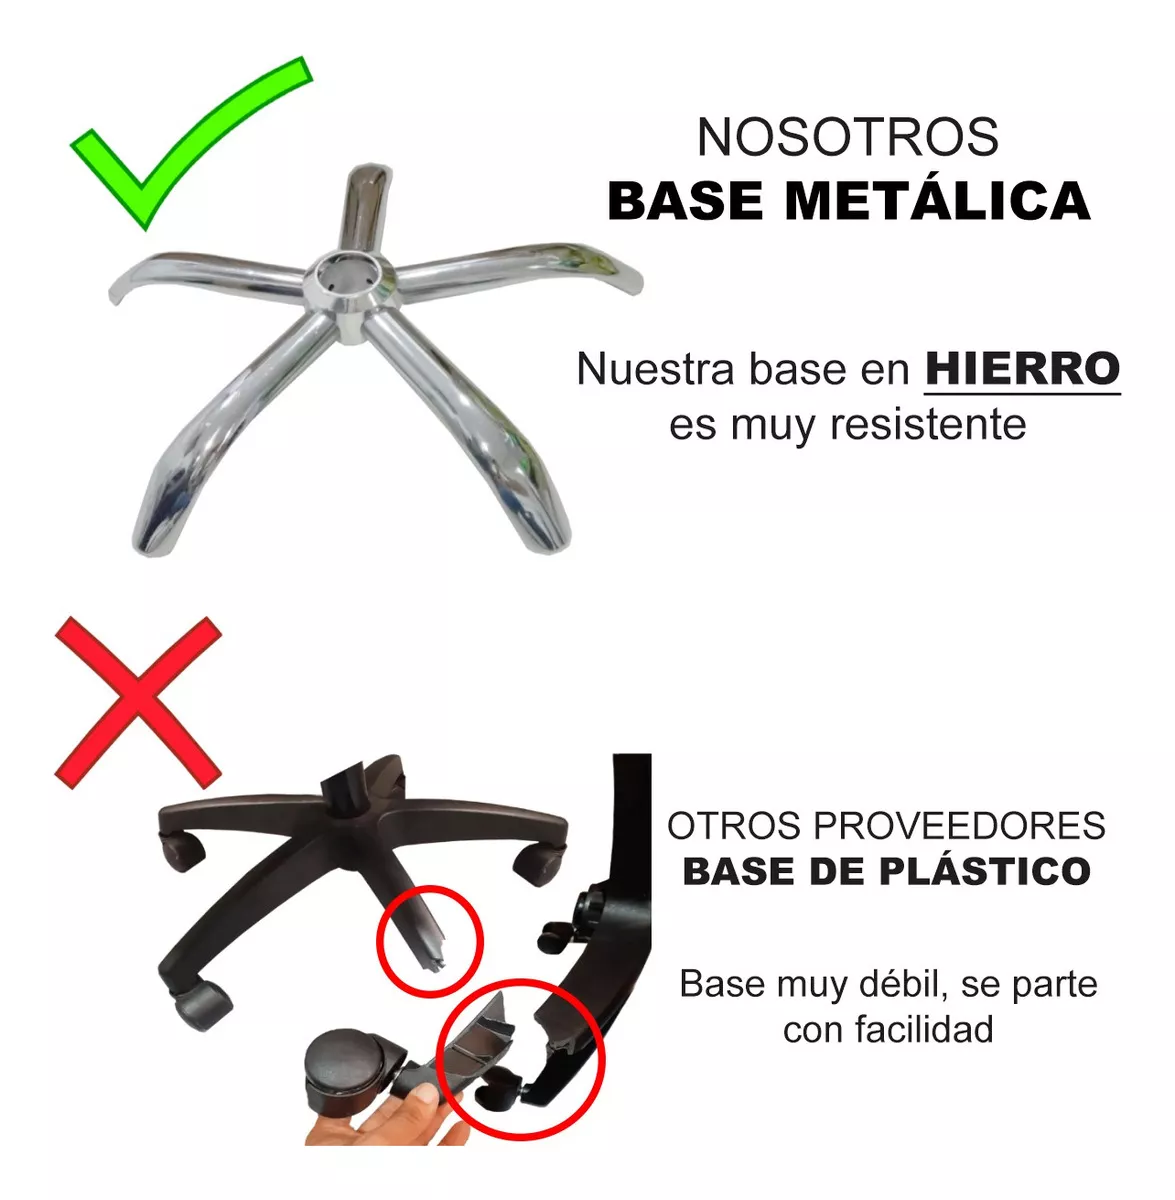 NOSOTROS
BASE METÁLICA
Nuestra base en HIERRO
es muy resistente
OTROS PROVEEDORES
BASE DE PLÁSTICO
Base muy débil, se parte
con facilidad